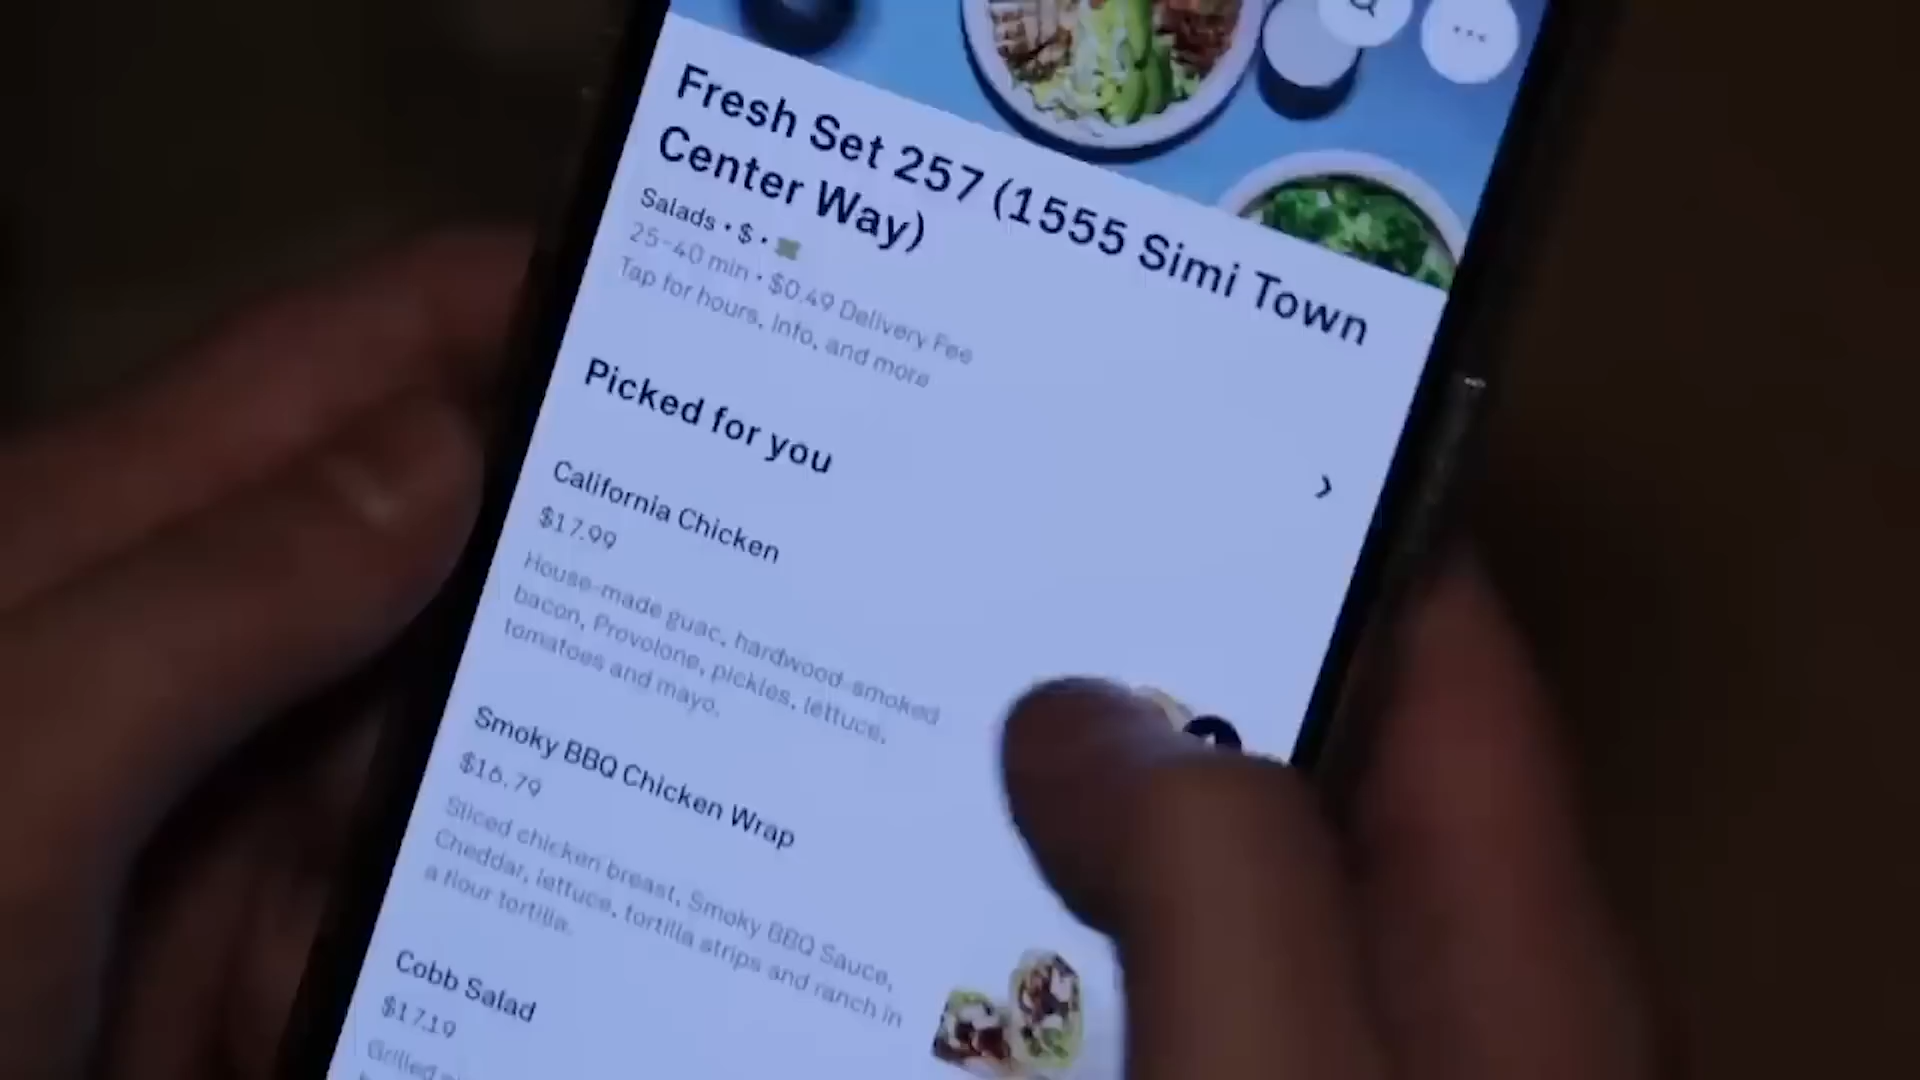 Fresh Set 257 (1555 Simi Town
Center Way)
Salads • $ •
25-40 min • $0.49 Delivery Fee
Tap for hours, info, and more
Picked for you
California Chicken
$17.99
House-made guac, hardwood-smoked
bacon, Provolone, pickles, lettuce,
tomatoes and mayo.
Smoky BBQ Chicken Wrap
$16.79
Sliced chicken breast, Smoky BBQ Sauce,
Cheddar, lettuce, tortilla strips and ranch in
a flour tortilla.
Cobb Salad
$17.19
Grilled